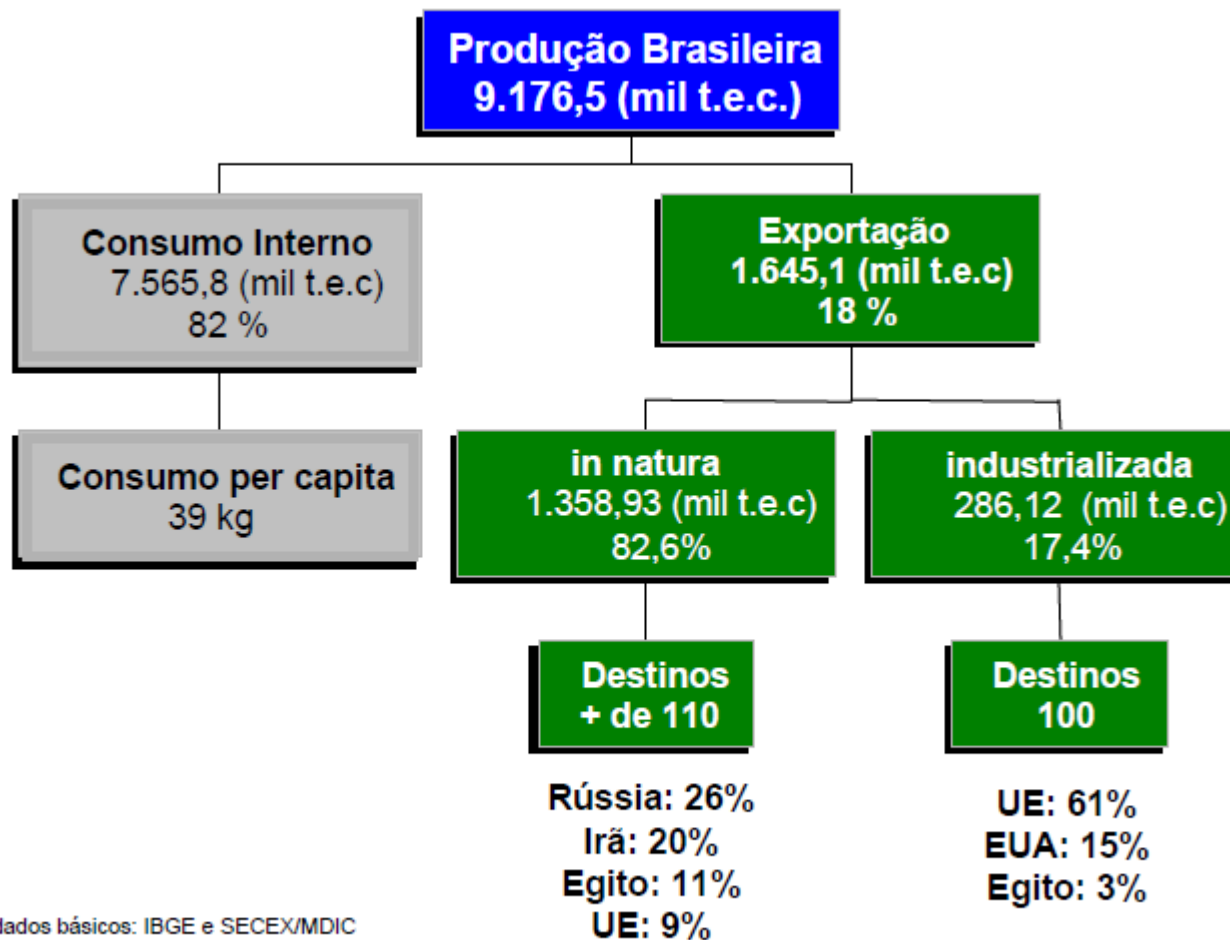 Produção Brasileira
9.176,5 (mil t.e.c.)
Consumo Interno
7.565,8 (mil t.e.c)
82 %
Exportação
1.645,1 (mil t.e.c)
18 %
Consumo per capita
39 kg
in natura
1.358,93 (mil t.e.c)
82,6%
industrializada
286,12 (mil t.e.c)
17,4%
Destinos
+ de 110
Rússia: 26%
Irã: 20%
Egito: 11%
UE: 9%
Destinos
100
UE: 61%
EUA: 15%
Egito: 3%
dados básicos: IBGE e SECEX/MDIC